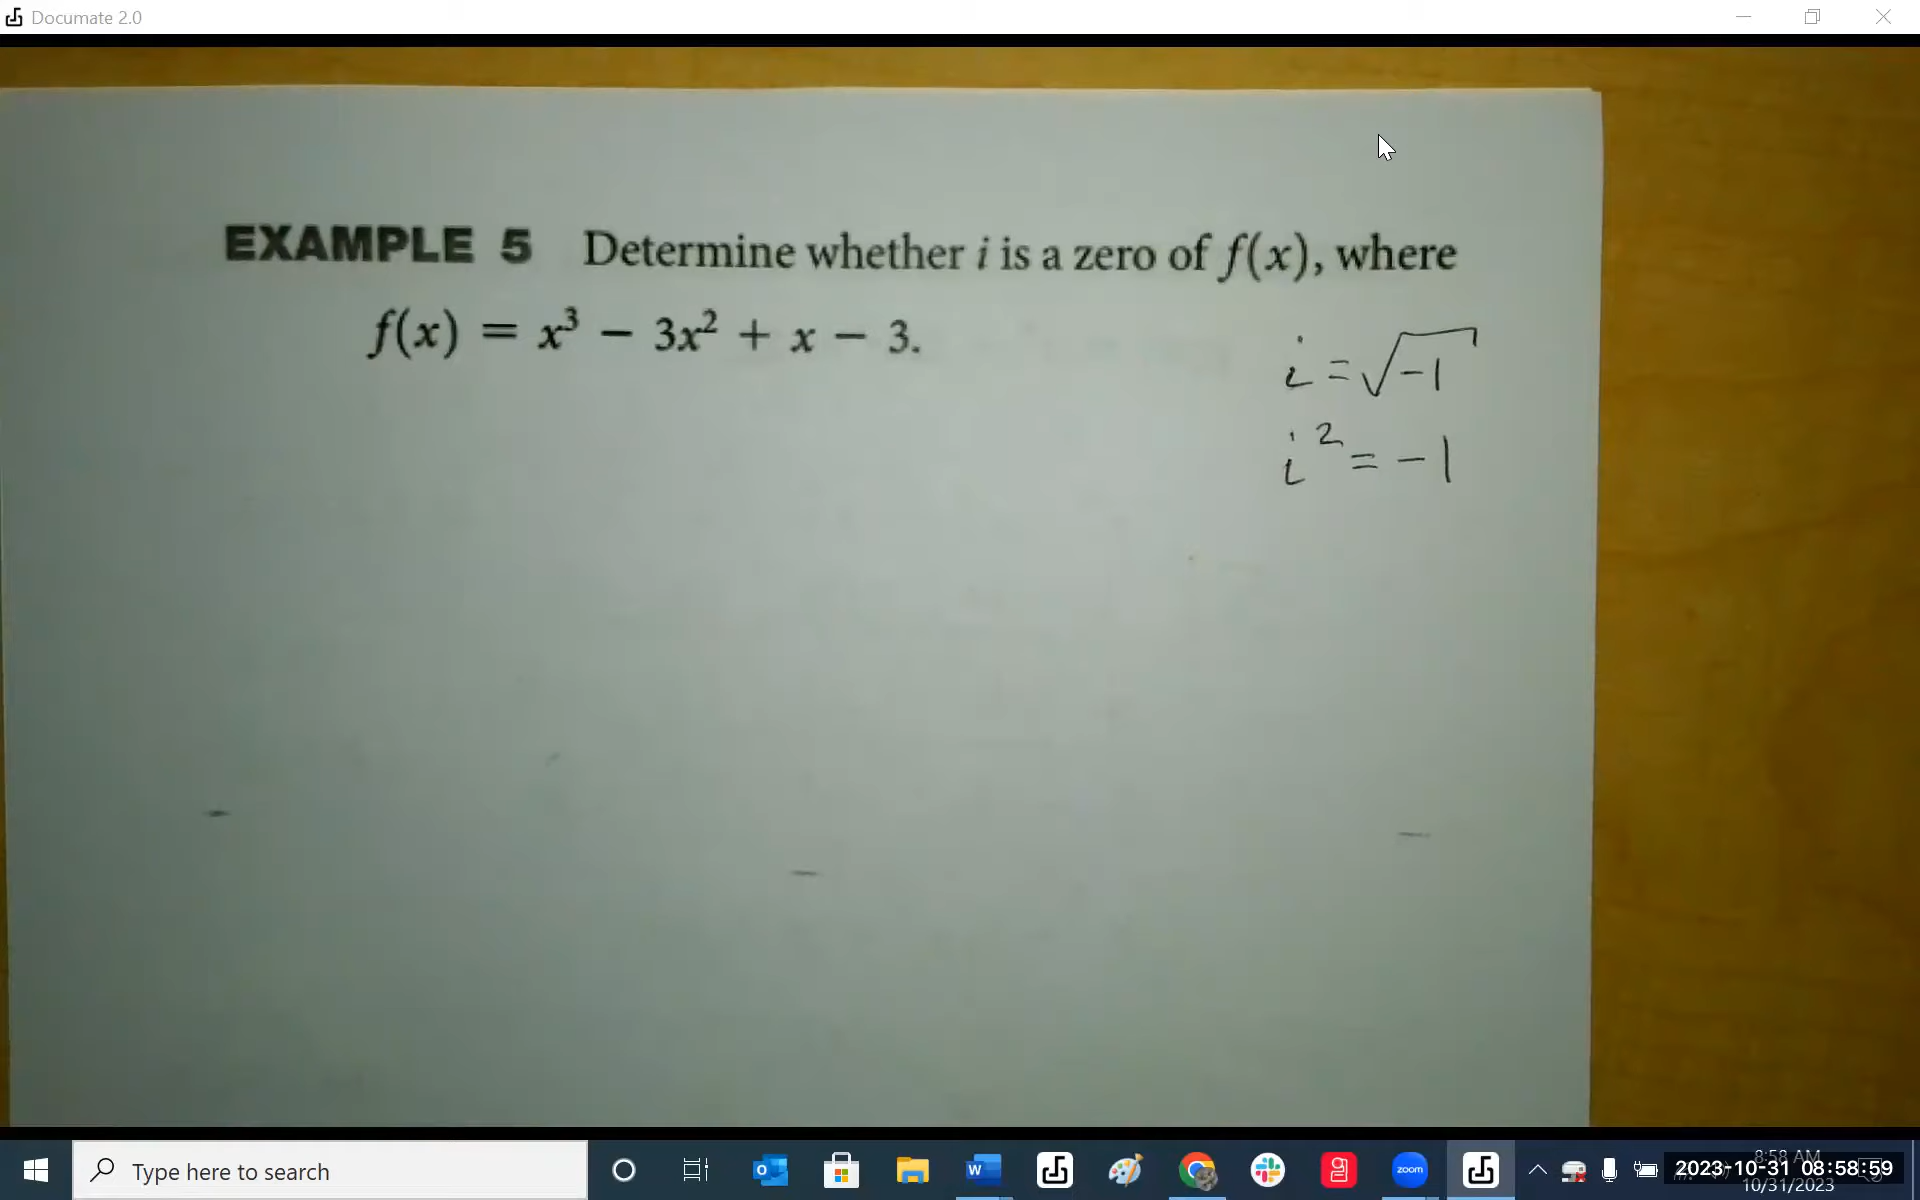 Documate 2.0
EXAMPLE 5 Determine whether i is a zero of f(x), where
f(x) = x³ − 3x² + x − 3.
i = √−1
i² = −1
Type here to search
zoom
8:58 AM
2023-10-31 08:58:59
10/31/2023